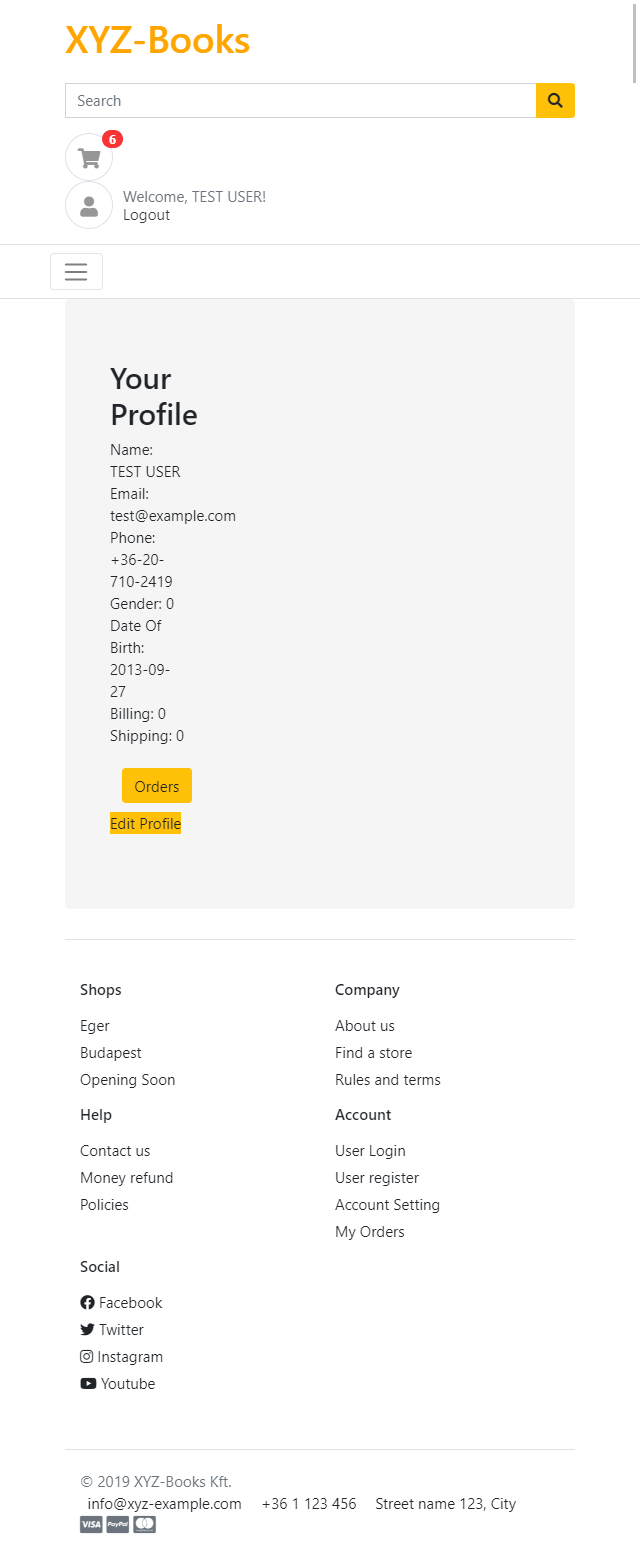 XYZ-Books
Search
6
Welcome, TEST USER!
Logout
Your
Profile
Name:
TEST USER
Email:
test@example.com
Phone:
+36-20-
710-2419
Gender: 0
Date Of
Birth:
2013-09-
27
Billing: 0
Shipping: 0
Orders
Edit Profile
Shops
Eger
Budapest
Opening Soon
Company
About us
Find a store
Rules and terms
Help
Contact us
Money refund
Policies
Account
User Login
User register
Account Setting
My Orders
Social
Facebook
Twitter
Instagram
Youtube
© 2019 XYZ-Books Kft.
info@xyz-example.com +36 1 123 456 Street name 123, City
VISA PayPal